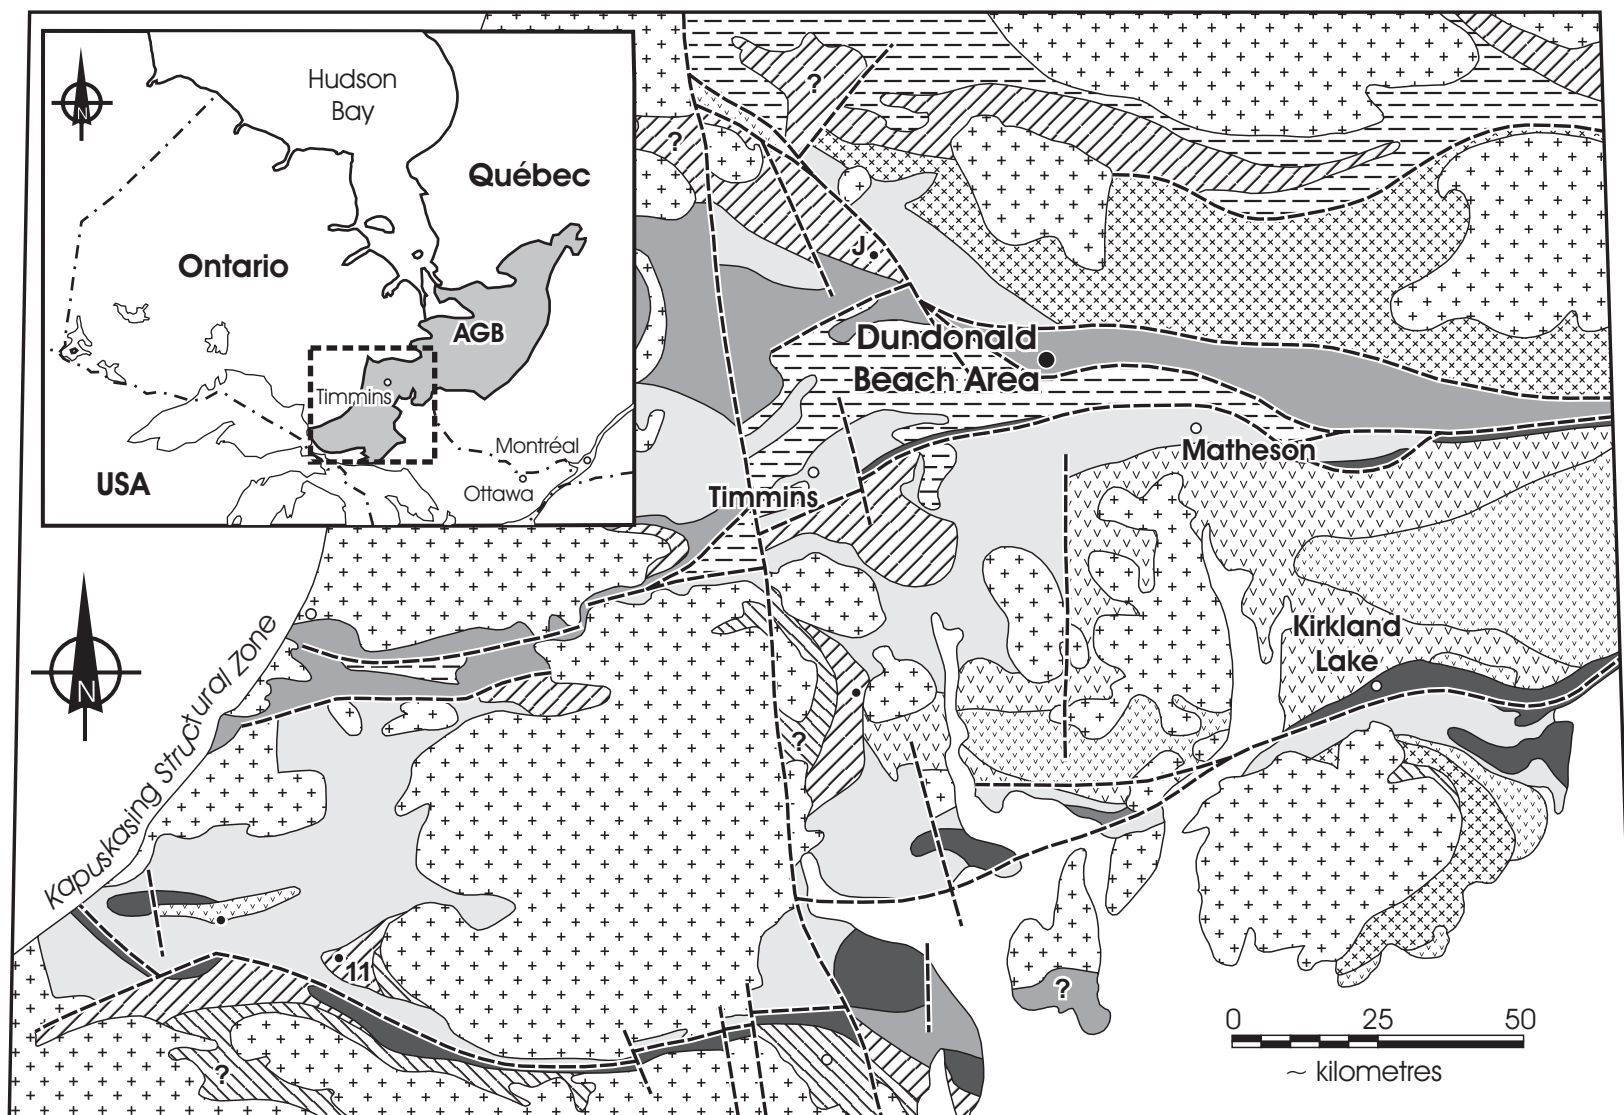 N
Hudson
Bay
Québec
Ontario
AGB
Timmins
Montréal
USA
Ottawa
?
?
J
Dundonald
Beach Area
Matheson
Timmins
Kirkland
Lake
N
Kapuskasing Structural Zone
?
11
?
?
0 25 50
~ kilometres